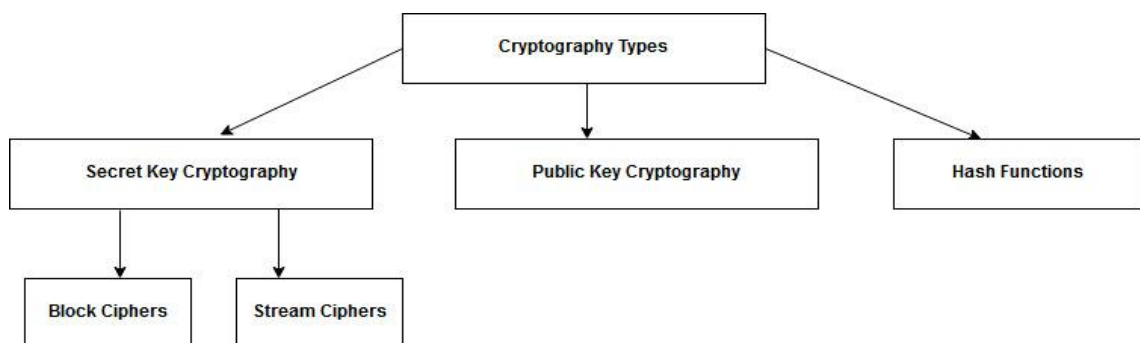 Cryptography Types
Secret Key Cryptography
Public Key Cryptography
Hash Functions
Block Ciphers
Stream Ciphers